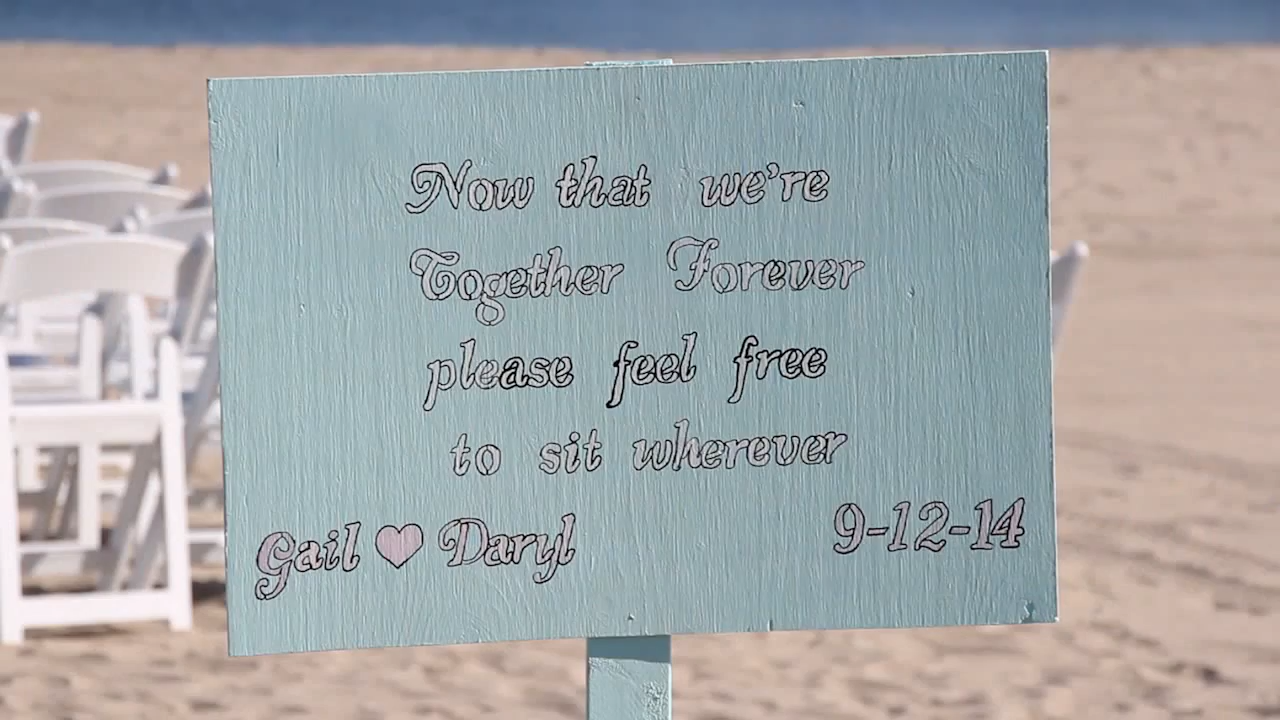 Now that we're
Together Forever
please feel free
to sit wherever
Gail ♥ Daryl
9-12-14